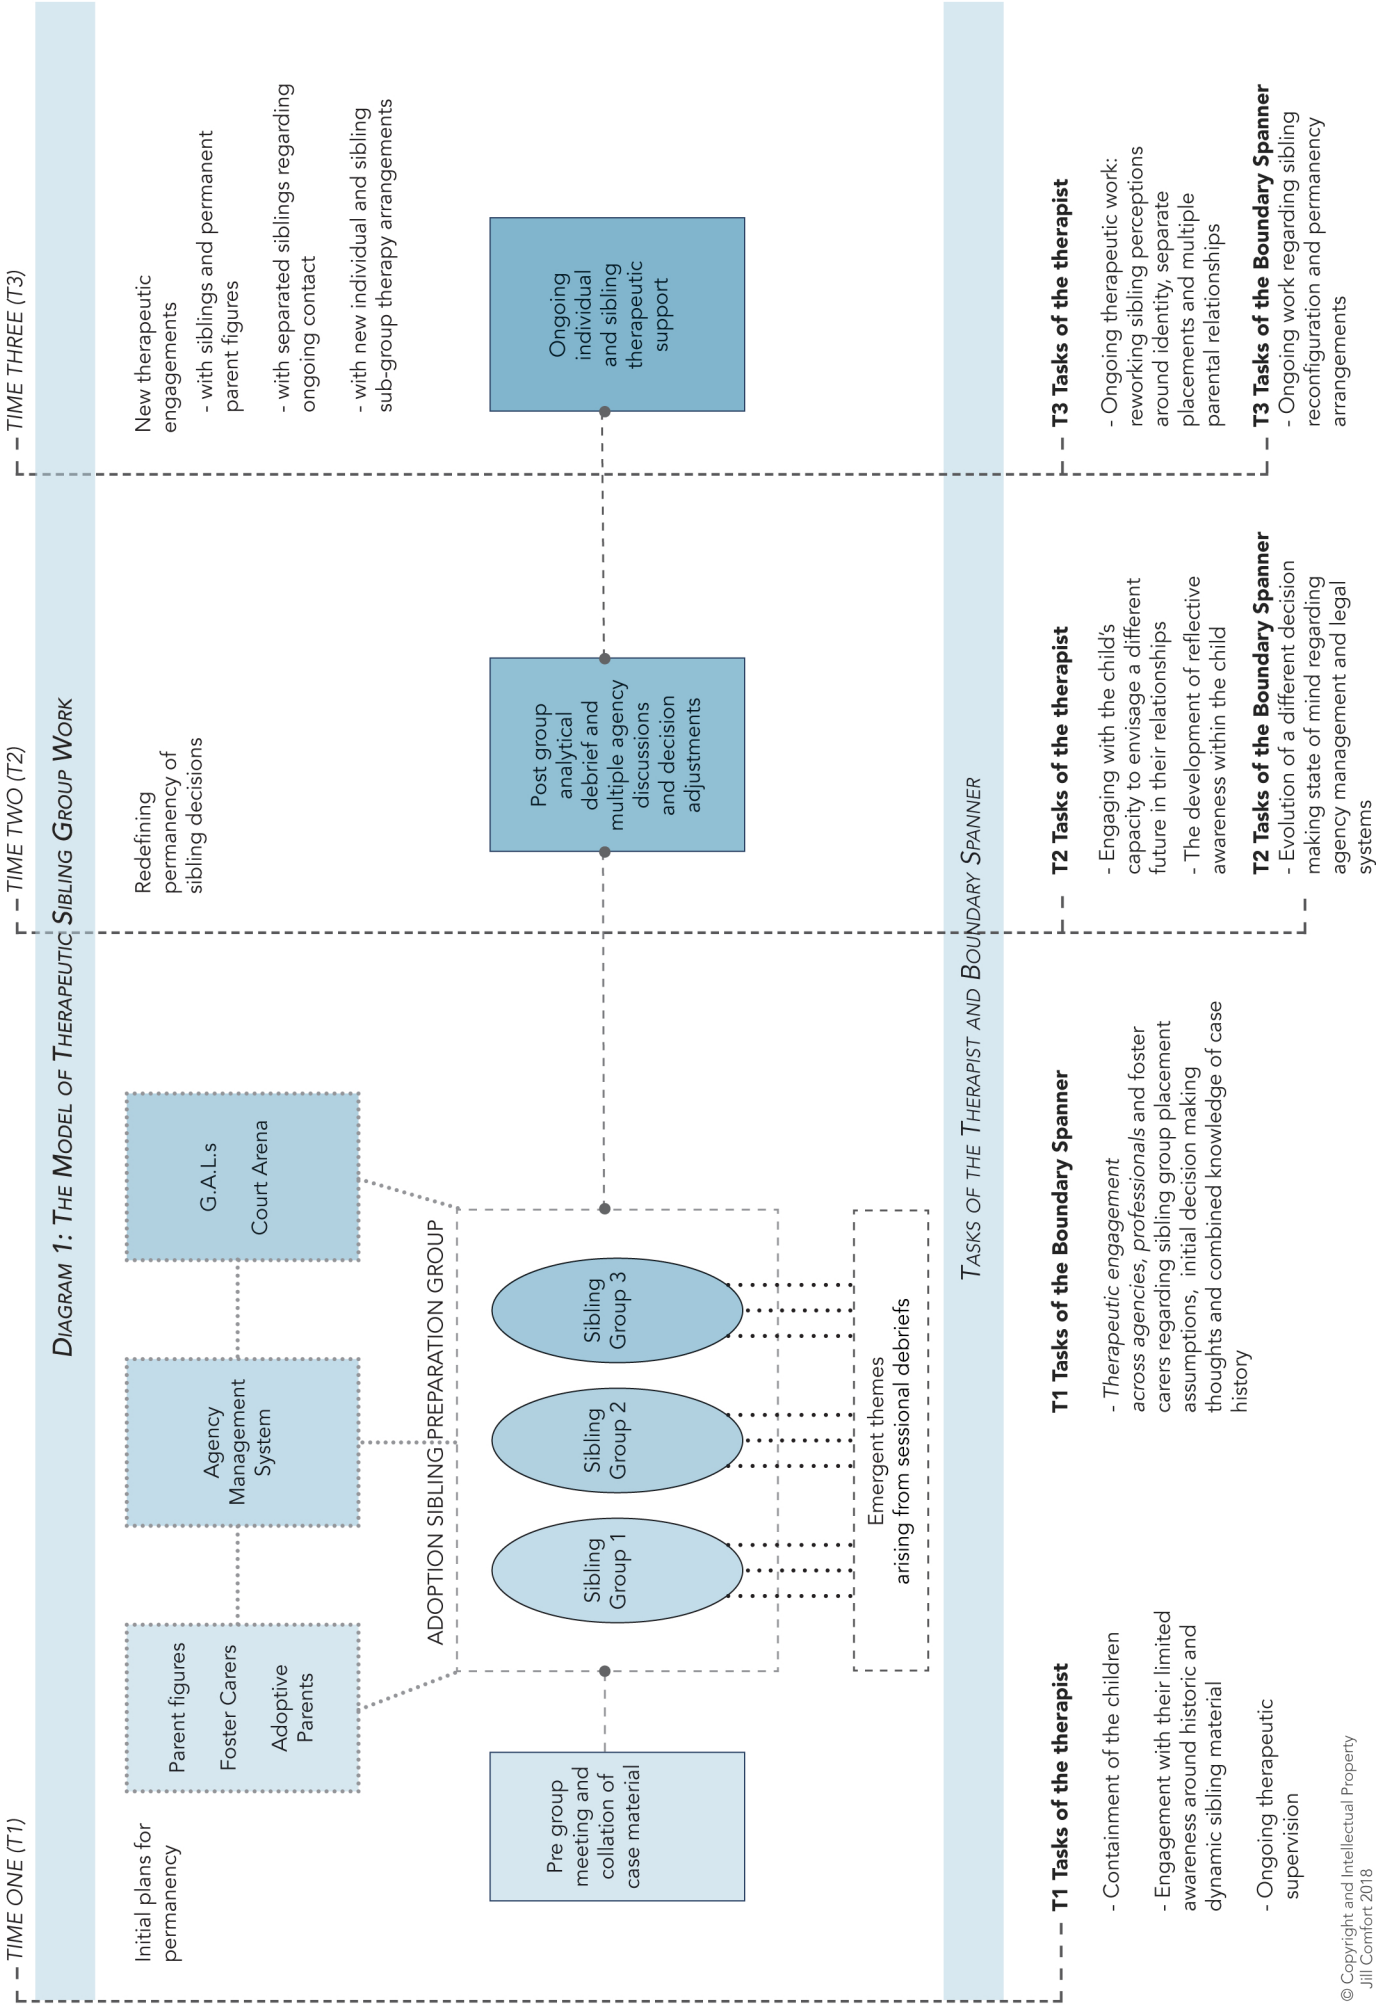 TIME ONE (T1)
TIME TWO (T2)
TIME THREE (T3)
DIAGRAM 1: THE MODEL OF THERAPEUTIC SIBLING GROUP WORK
Initial plans for
permanency
Parent figures
Foster Carers
Adoptive
Parents
Agency
Management
System
G.A.L.s
Court Arena
Redefining
permanency of
sibling decisions
New therapeutic
engagements
- with siblings and permanent
parent figures
- with separated siblings regarding
ongoing contact
- with new individual and sibling
sub-group therapy arrangements
ADOPTION SIBLING PREPARATION GROUP
Pre group
meeting and
collation of
case material
Sibling
Group 1
Sibling
Group 2
Sibling
Group 3
Post group
analytical
debrief and
multiple agency
discussions
and decision
adjustments
Ongoing
individual
and sibling
therapeutic
support
Emergent themes
arising from sessional debriefs
TASKS OF THE THERAPIST AND BOUNDARY SPANNER
T1 Tasks of the therapist
- Containment of the children
- Engagement with their limited
awareness around historic and
dynamic sibling material
- Ongoing therapeutic
supervision
T1 Tasks of the Boundary Spanner
- Therapeutic engagement
across agencies, professionals and foster
carers regarding sibling group placement
assumptions, initial decision making
thoughts and combined knowledge of case
history
T2 Tasks of the therapist
- Engaging with the child's
capacity to envisage a different
future in their relationships
- The development of reflective
awareness within the child
T2 Tasks of the Boundary Spanner
- Evolution of a different decision
making state of mind regarding
agency management and legal
systems
T3 Tasks of the therapist
- Ongoing therapeutic work:
reworking sibling perceptions
around identity, separate
placements and multiple
parental relationships
T3 Tasks of the Boundary Spanner
- Ongoing work regarding sibling
reconfiguration and permanency
arrangements
© Copyright and Intellectual Property
Jill Comfort 2018